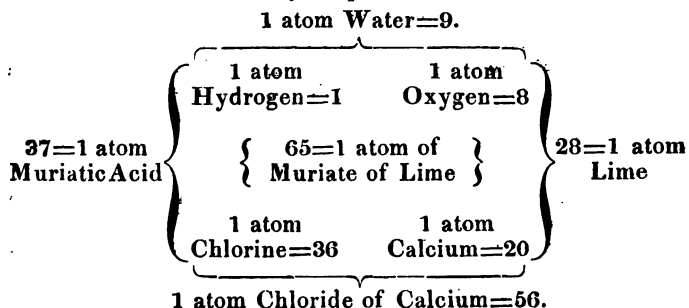 1 atom Water=9.
1 atom 1 atom
Hydrogen=1 Oxygen=8
37=1 atom 65=1 atom of 28=1 atom
Muriatic Acid Muriate of Lime Lime
1 atom 1 atom
Chlorine=36 Calcium=20
1 atom Chloride of Calcium=56.